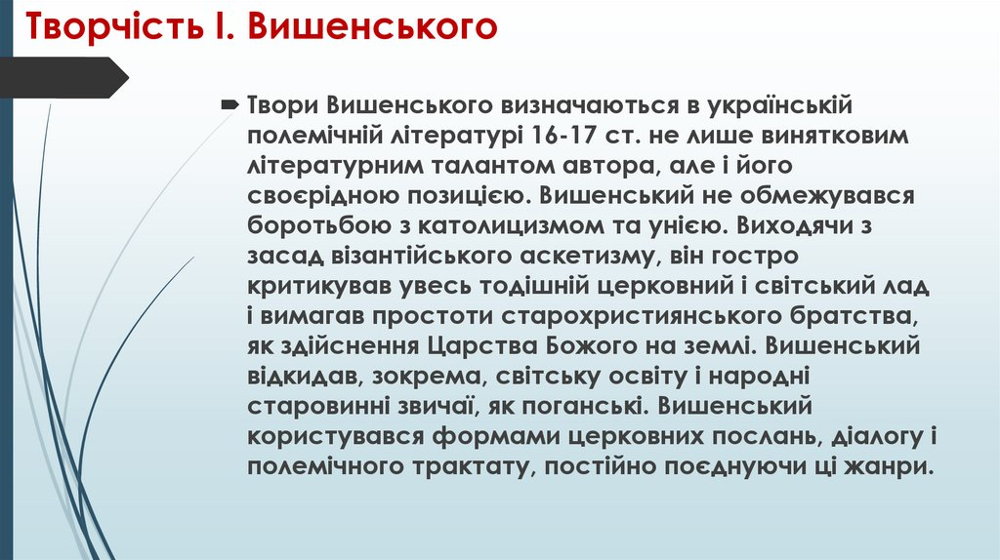 Творчість І. Вишенського
Твори Вишенського визначаються в українській
полемічній літературі 16-17 ст. не лише винятковим
літературним талантом автора, але і його
своєрідною позицією. Вишенський не обмежувався
боротьбою з католицизмом та унією. Виходячи з
засад візантійського аскетизму, він гостро
критикував увесь тодішній церковний і світський лад
і вимагав простоти старохристиянського братства,
як здійснення Царства Божого на землі. Вишенський
відкидав, зокрема, світську освіту і народні
старовинні звичаї, як поганські. Вишенський
користувався формами церковних послань, діалогу і
полемічного трактату, постійно поєднуючи ці жанри.